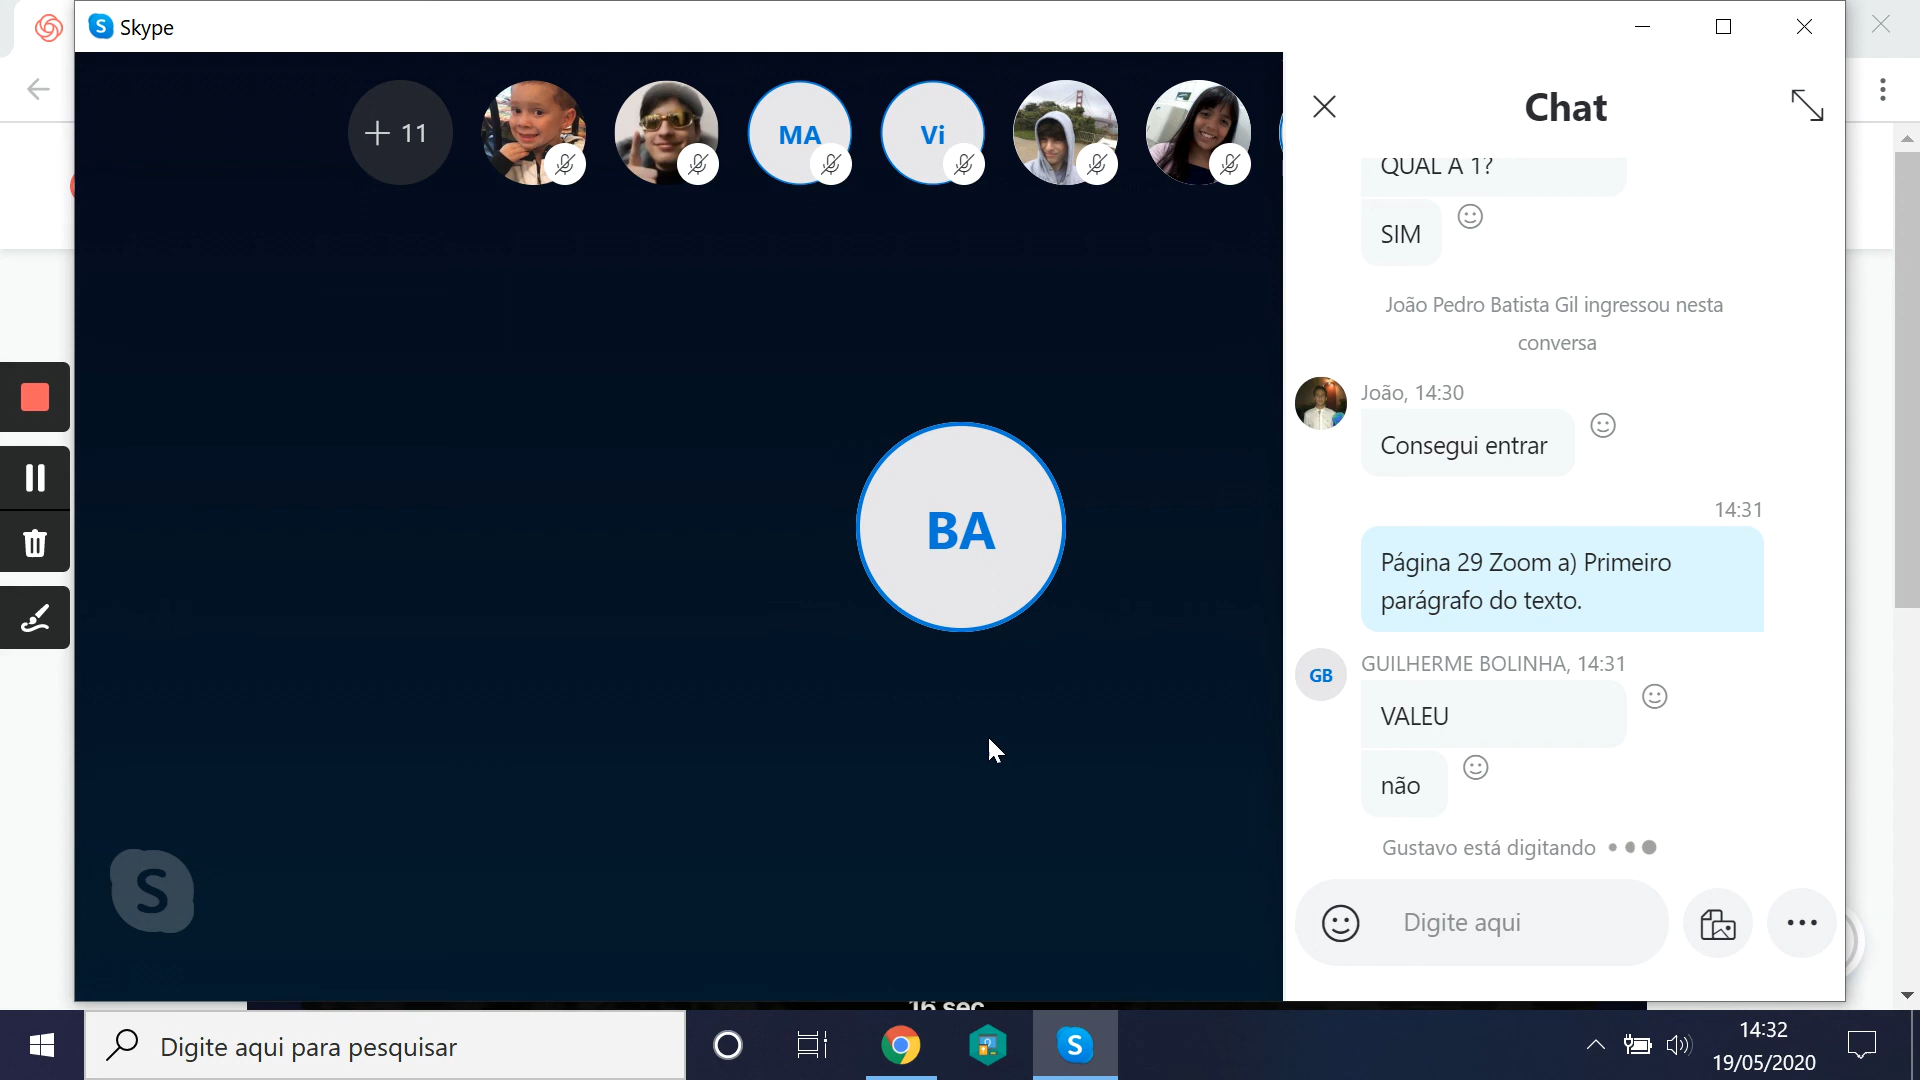 Skype
+ 11
MA
Vi
BA
Chat
QUAL A 1?
SIM
João Pedro Batista Gil ingressou nesta
conversa
João, 14:30
Consegui entrar
14:31
Página 29 Zoom a) Primeiro
parágrafo do texto.
GB
GUILHERME BOLINHA, 14:31
VALEU
não
Gustavo está digitando
Digite aqui
16 sec
Digite aqui para pesquisar
14:32
19/05/2020